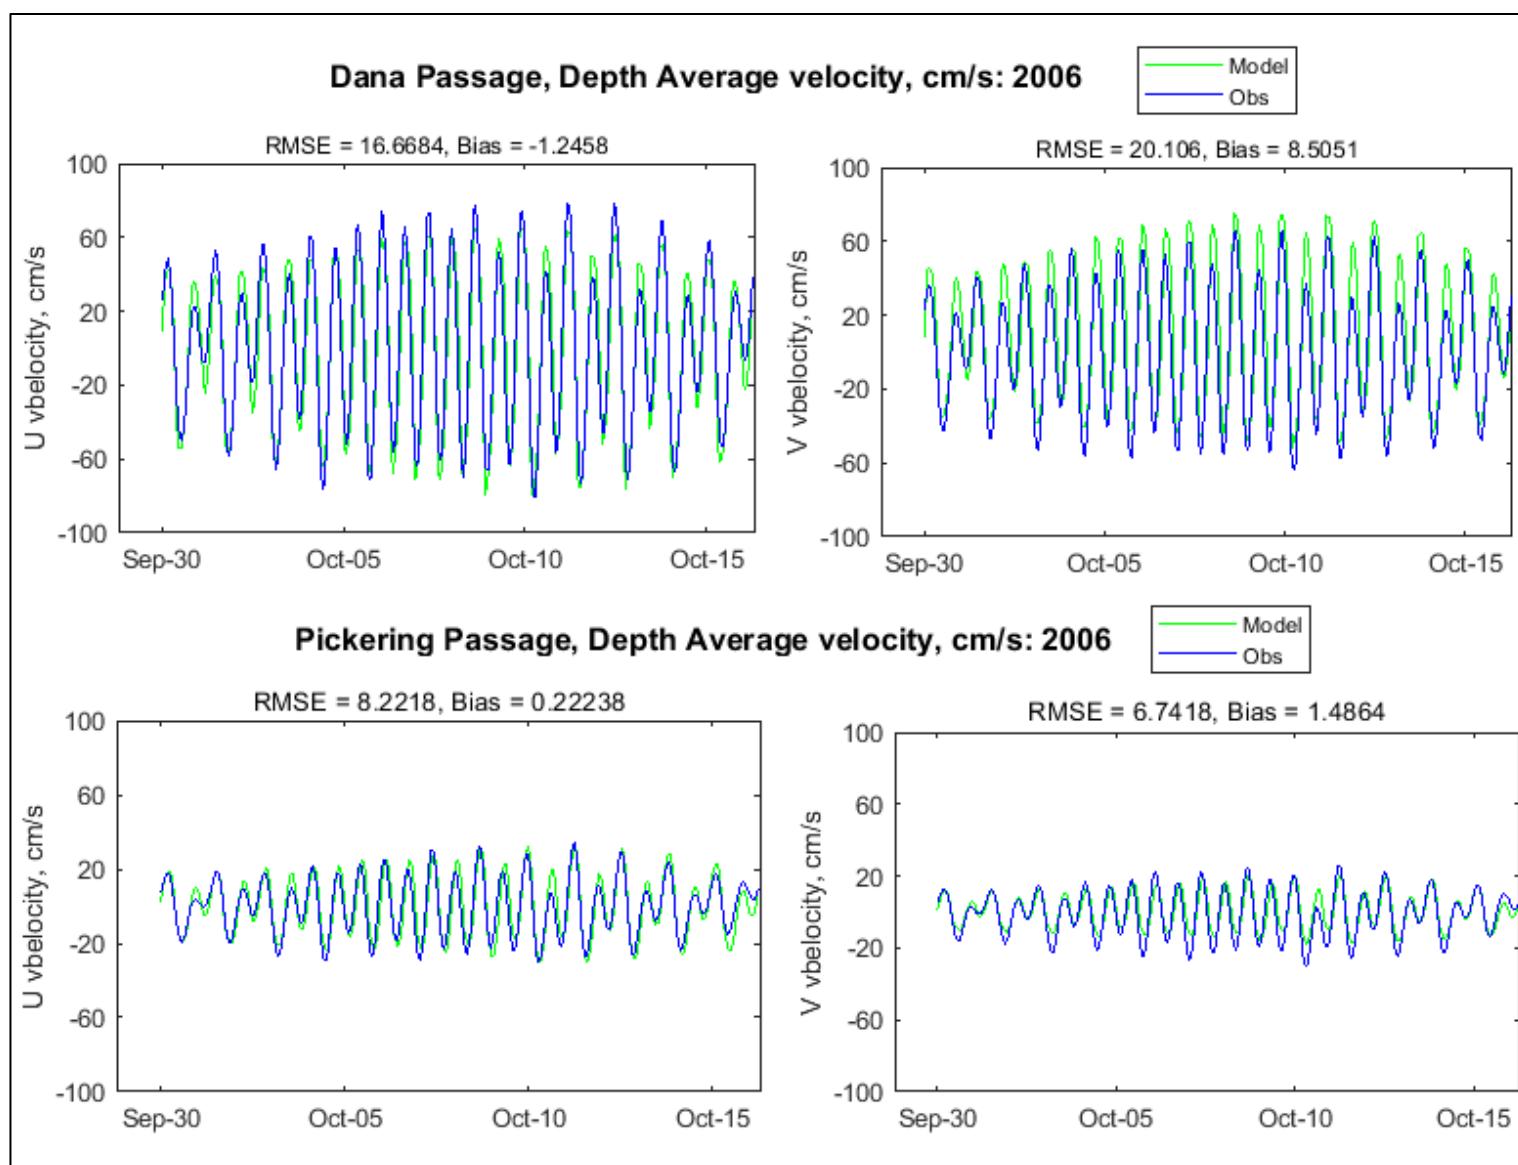 Dana Passage, Depth Average velocity, cm/s: 2006
Model
Obs
RMSE = 16.6684, Bias = -1.2458
U vbelocity, cm/s
100
60
20
-20
-60
-100
Sep-30
Oct-05
Oct-10
Oct-15
RMSE = 20.106, Bias = 8.5051
V vbelocity, cm/s
100
60
20
-20
-60
-100
Sep-30
Oct-05
Oct-10
Oct-15
Pickering Passage, Depth Average velocity, cm/s: 2006
Model
Obs
RMSE = 8.2218, Bias = 0.22238
U vbelocity, cm/s
100
60
20
-20
-60
-100
Sep-30
Oct-05
Oct-10
Oct-15
RMSE = 6.7418, Bias = 1.4864
V vbelocity, cm/s
100
60
20
-20
-60
-100
Sep-30
Oct-05
Oct-10
Oct-15